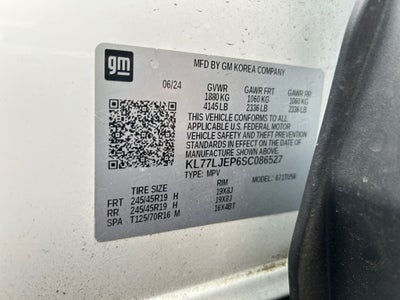 gm
MFD BY GM KOREA COMPANY
06/24 GVWR GAWR FRT GAWR RR
1880 KG 1060 KG 1060 KG
4145 LB 2336 LB 2336 LB
THIS VEHICLE CONFORMS TO ALL
APPLICABLE U.S. FEDERAL MOTOR
VEHICLE SAFETY AND THEFT PREVENTION
STANDARDS IN EFFECT ON THE DATE OF
MANUFACTURE SHOWN ABOVE.
KL77LJEP6SC086527
TYPE: MPV MODEL:
TIRE SIZE RIM
FRT 245/45R19 H 19X8J
RR 245/45R19 H 19X8J
SPA T125/70R16 M 16X4BT